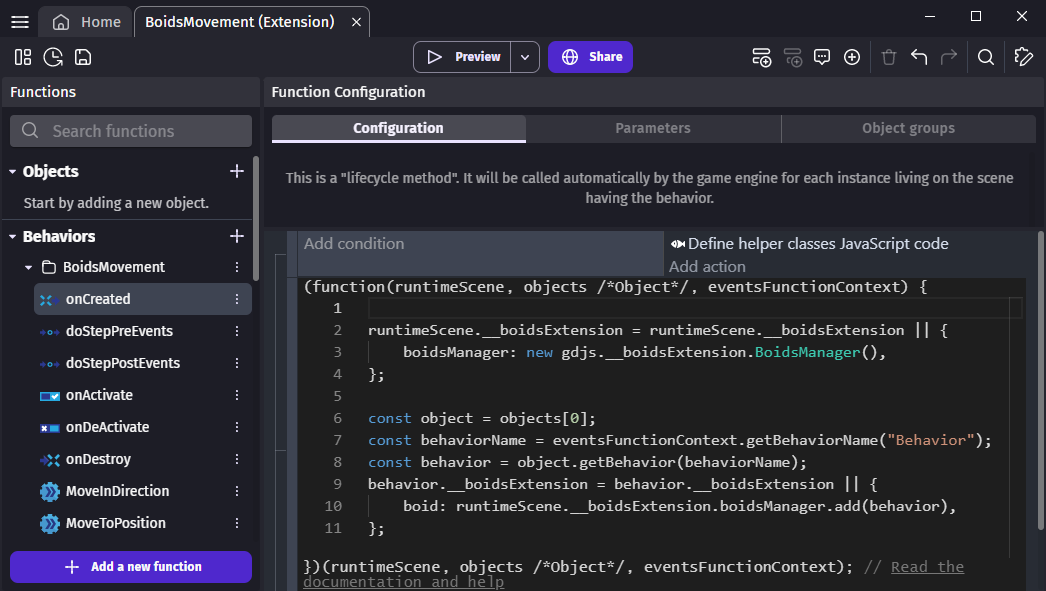 Home
BoidsMovement (Extension)
Preview
Share
Functions
Search functions
Objects
Start by adding a new object.
Behaviors
BoidsMovement
onCreated
doStepPreEvents
doStepPostEvents
onActivate
onDeActivate
onDestroy
MoveInDirection
MoveToPosition
Add a new function
Function Configuration
Configuration
Parameters
Object groups
This is a "lifecycle method". It will be called automatically by the game engine for each instance living on the scene
having the behavior.
Add condition
Define helper classes JavaScript code
Add action
(function(runtimeScene, objects /*Object*/, eventsFunctionContext) {
1
2 runtimeScene.__boidsExtension = runtimeScene.__boidsExtension || {
3     boidsManager: new gdjs.__boidsExtension.BoidsManager(),
4 };
5
6 const object = objects[0];
7 const behaviorName = eventsFunctionContext.getBehaviorName("Behavior");
8 const behavior = object.getBehavior(behaviorName);
9 behavior.__boidsExtension = behavior.__boidsExtension || {
10     boid: runtimeScene.__boidsExtension.boidsManager.add(behavior),
11 };
})(runtimeScene, objects /*Object*/, eventsFunctionContext); // Read the
documentation and help